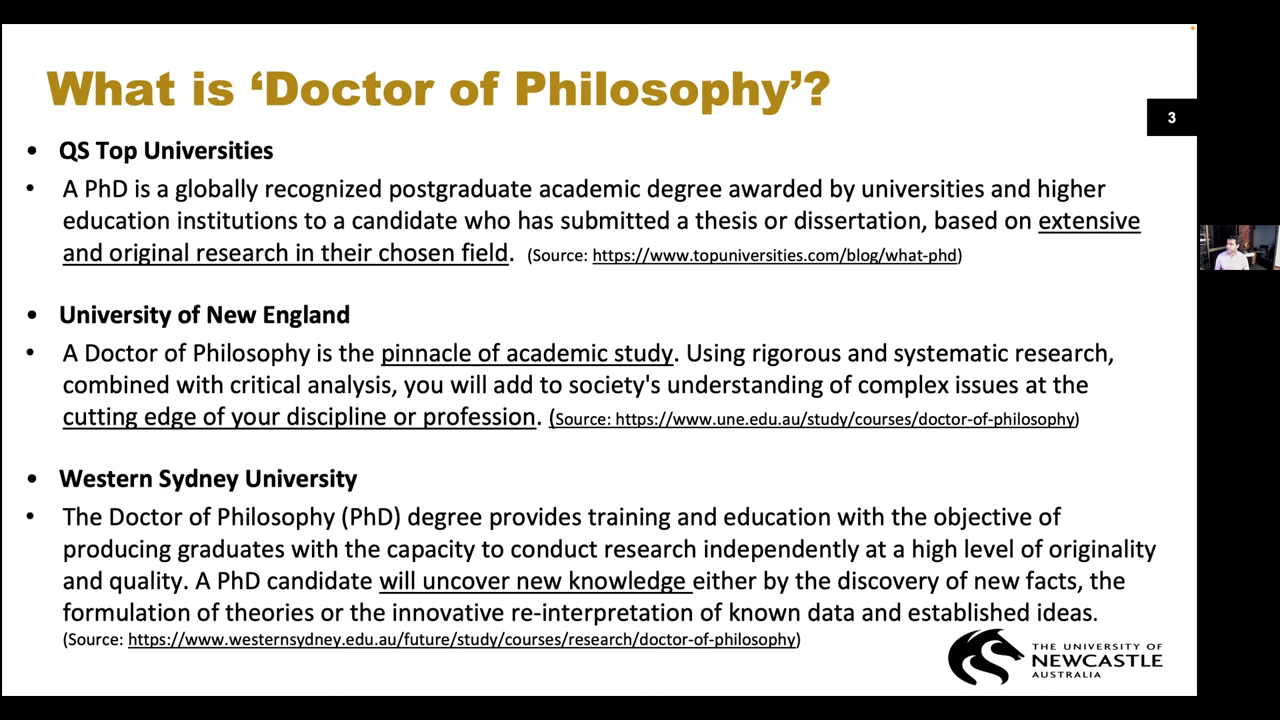 What is ‘Doctor of Philosophy’?
3
• QS Top Universities
• A PhD is a globally recognized postgraduate academic degree awarded by universities and higher
education institutions to a candidate who has submitted a thesis or dissertation, based on extensive
and original research in their chosen field. (Source: https://www.topuniversities.com/blog/what-phd)
• University of New England
• A Doctor of Philosophy is the pinnacle of academic study. Using rigorous and systematic research,
combined with critical analysis, you will add to society's understanding of complex issues at the
cutting edge of your discipline or profession. (Source: https://www.une.edu.au/study/courses/doctor-of-philosophy)
• Western Sydney University
• The Doctor of Philosophy (PhD) degree provides training and education with the objective of
producing graduates with the capacity to conduct research independently at a high level of originality
and quality. A PhD candidate will uncover new knowledge either by the discovery of new facts, the
formulation of theories or the innovative re-interpretation of known data and established ideas.
(Source: https://www.westernsydney.edu.au/future/study/courses/research/doctor-of-philosophy)
THE UNIVERSITY OF
NEWCASTLE
AUSTRALIA